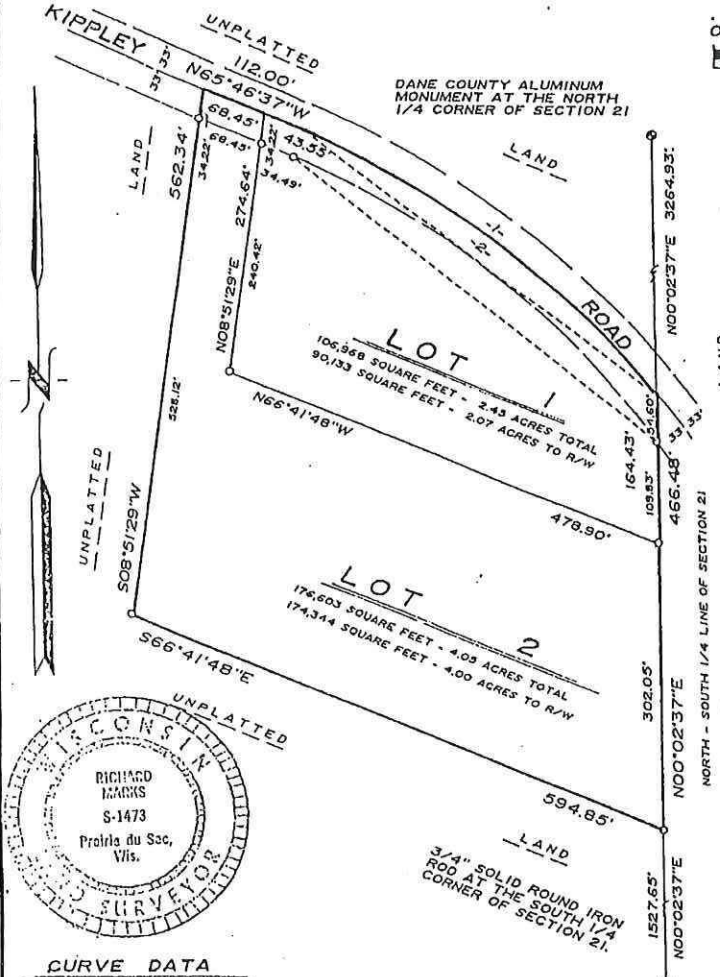 UNPLATTED
KIPPLEY
33' 33'
112.00'
N65°46'37"W
68.45'
68.45'
43.55'
34.22'
34.22'
34.49'
DANE COUNTY ALUMINUM
MONUMENT AT THE NORTH
1/4 CORNER OF SECTION 21
LAND
LAND
562.34'
274.64'
240.42'
N08°51'29"E
-1-
-2-
ROAD
N00°02'37"E 3264.93'
LOT 1
106,968 SQUARE FEET - 2.45 ACRES TOTAL
90,133 SQUARE FEET - 2.07 ACRES TO R/W
54.60'
33' 33'
164.43'
109.83'
466.48'
N66°41'48"W
478.90'
528.12'
UNPLATTED
S08°51'29"W
LOT 2
176,603 SQUARE FEET - 4.05 ACRES TOTAL
174,344 SQUARE FEET - 4.00 ACRES TO R/W
S66°41'48"E
302.05'
N00°02'37"E
NORTH - SOUTH 1/4 LINE OF SECTION 21
UNPLATTED
594.85'
LAND
3/4" SOLID ROUND IRON
ROD AT THE SOUTH 1/4
CORNER OF SECTION 21.
1527.65'
N00°02'37"E
WISCONSIN
RICHARD
MARKS
S-1473
Prairie du Sac,
Wis.
LAND SURVEYOR
CURVE DATA